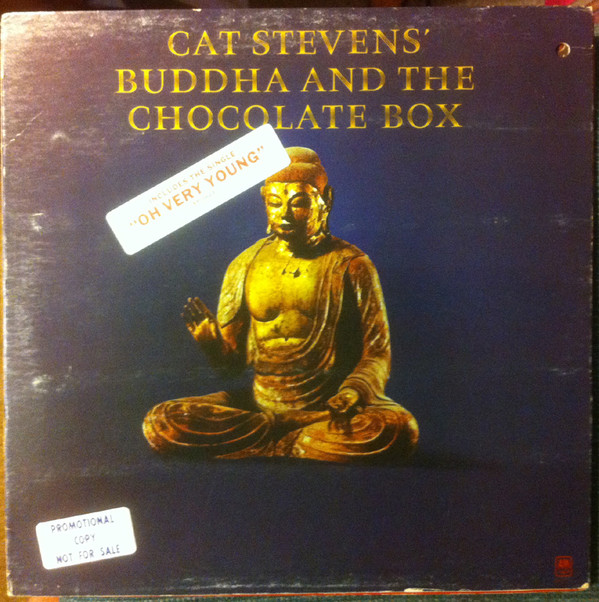 CAT STEVENS'
BUDDHA AND THE
CHOCOLATE BOX
INCLUDES THE SINGLE
"OH VERY YOUNG"
PROMOTIONAL
COPY
NOT FOR SALE